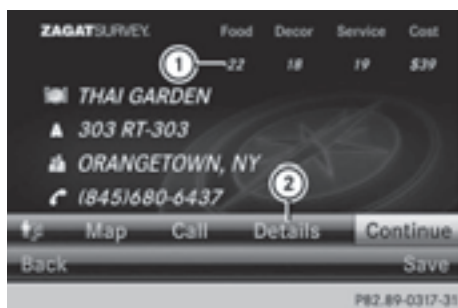 ZAGATSURVEY. Food Decor Service Cost
1 22 18 19 $39
THAI GARDEN
303 RT-303
ORANGETOWN, NY
(845)680-6437
2
Map Call Details Continue
Back Save
P82.89-0317-31